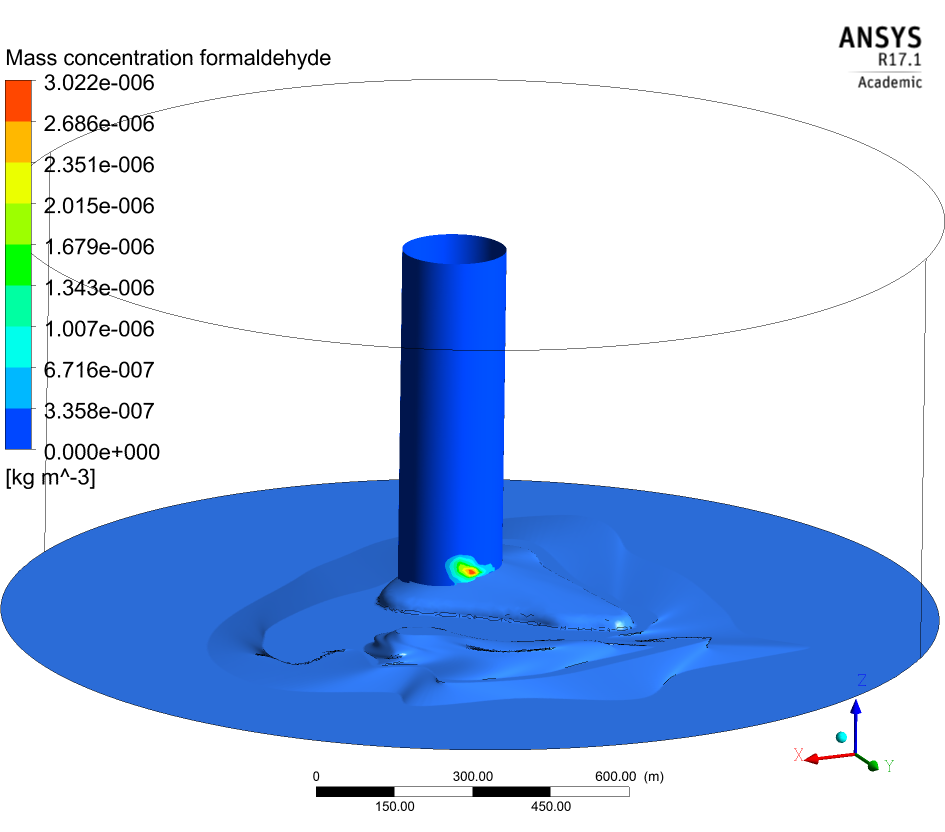 ANSYS
R17.1
Academic
Mass concentration formaldehyde
3.022e-006
2.686e-006
2.351e-006
2.015e-006
1.679e-006
1.343e-006
1.007e-006
6.716e-007
3.358e-007
0.000e+000
[kg m^-3]
Z
X
Y
0 300.00 600.00 (m)
150.00 450.00